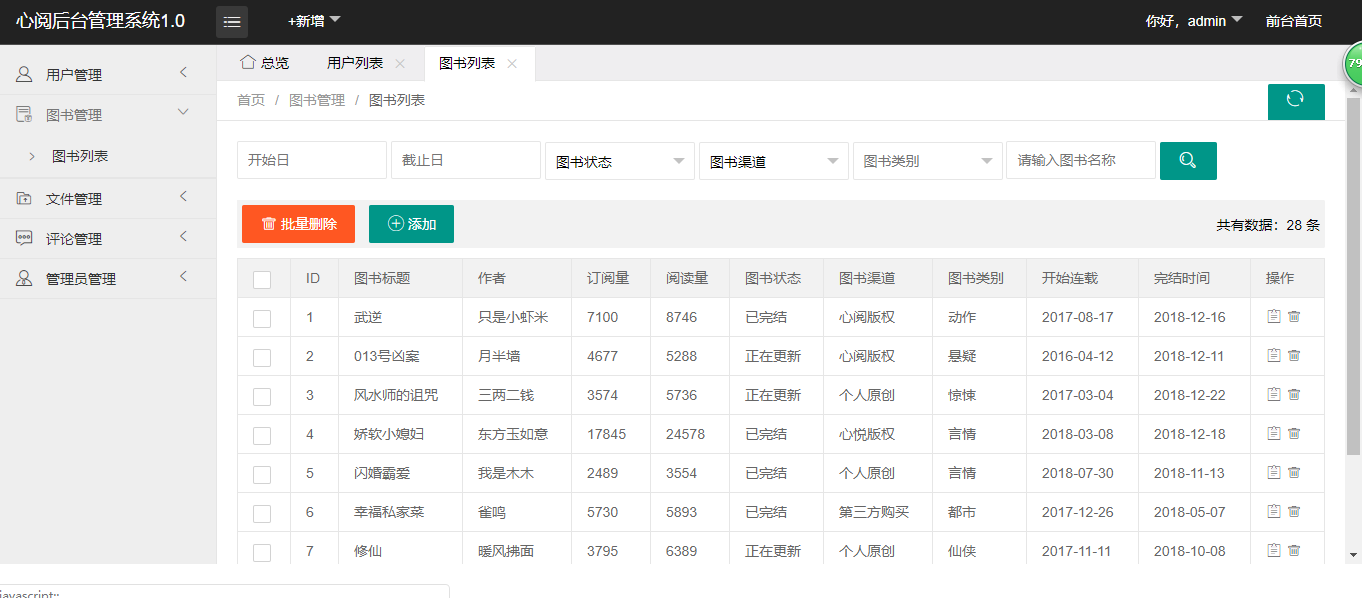 心阅后台管理系统1.0 +新增 你好，admin 前台首页
用户管理
图书管理
图书列表
文件管理
评论管理
管理员管理
总览 用户列表 图书列表
首页 / 图书管理 / 图书列表
79
开始日 截止日 图书状态 图书渠道 图书类别 请输入图书名称
批量删除 添加 共有数据：28 条
ID 图书标题 作者 订阅量 阅读量 图书状态 图书渠道 图书类别 开始连载 完结时间 操作
1 武逆 只是小虾米 7100 8746 已完结 心阅版权 动作 2017-08-17 2018-12-16
2 013号凶案 月半墙 4677 5288 正在更新 心阅版权 悬疑 2016-04-12 2018-12-11
3 风水师的诅咒 三两二钱 3574 5736 正在更新 个人原创 惊悚 2017-03-04 2018-12-22
4 娇软小媳妇 东方玉如意 17845 24578 已完结 心悦版权 言情 2018-03-08 2018-12-18
5 闪婚霸爱 我是木木 2489 3554 已完结 个人原创 言情 2018-07-30 2018-11-13
6 幸福私家菜 雀鸣 5730 5893 已完结 第三方购买 都市 2017-12-26 2018-05-07
7 修仙 暖风拂面 3795 6389 正在更新 个人原创 仙侠 2017-11-11 2018-10-08
javascript:;